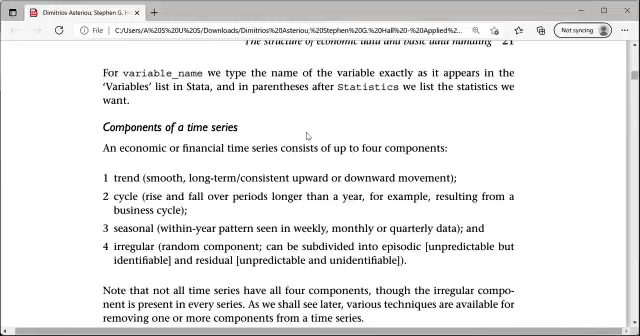 Dimitrios Asteriou, Stephen G. H
File
C:/Users/A%20S%20U%20S/Downloads/Dimitrios%20Asteriou,%20Stephen%20G.%20Hall%20-%20Applied%2...
Not syncing
The structure of economic data and basic data handling 21
For variable_name we type the name of the variable exactly as it appears in the
'Variables' list in Stata, and in parentheses after Statistics we list the statistics we
want.
Components of a time series
An economic or financial time series consists of up to four components:
1 trend (smooth, long-term/consistent upward or downward movement);
2 cycle (rise and fall over periods longer than a year, for example, resulting from a
business cycle);
3 seasonal (within-year pattern seen in weekly, monthly or quarterly data); and
4 irregular (random component; can be subdivided into episodic [unpredictable but
identifiable] and residual [unpredictable and unidentifiable]).
Note that not all time series have all four components, though the irregular compo-
nent is present in every series. As we shall see later, various techniques are available for
removing one or more components from a time series.